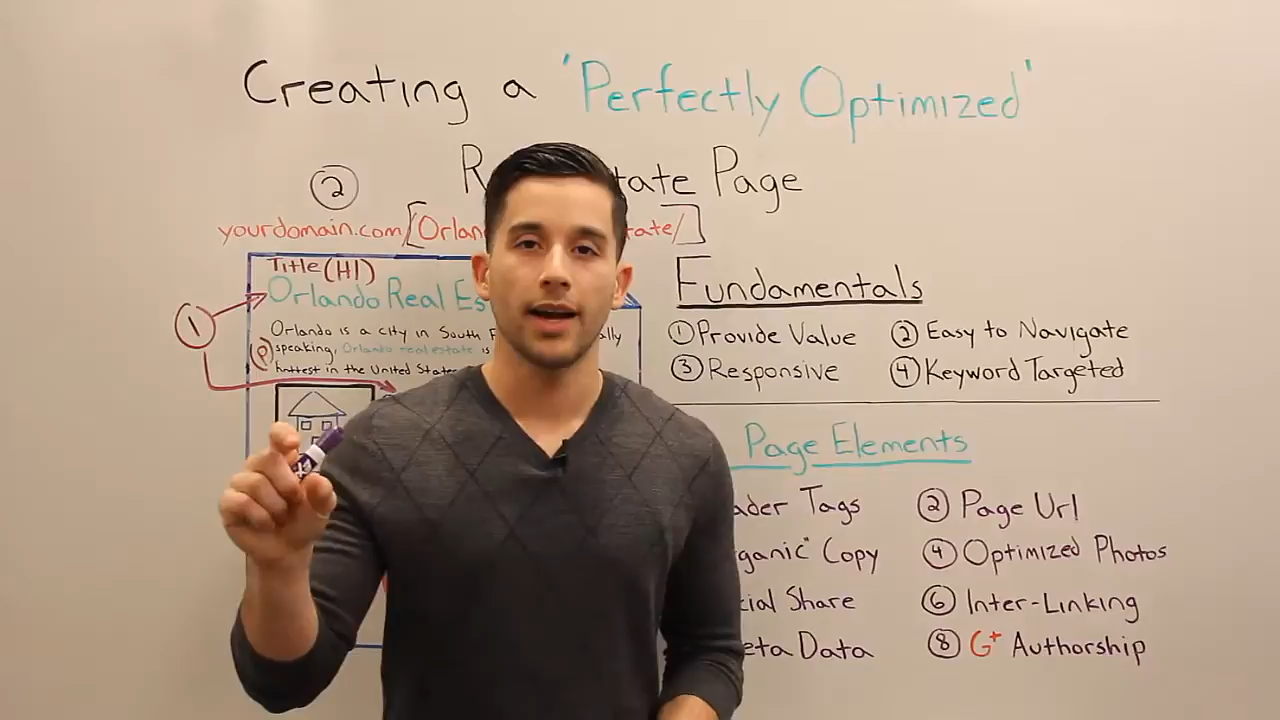 Creating a 'Perfectly Optimized'
tate Page
2
yourdomain.com/[Orlan
tate/]
Title (H1)
Orlando Real Es
1
Orlando is a city in South F
ally
(P) speaking, Orlando real estate is
hottest in the United State
Fundamentals
① Provide Value ② Easy to Navigate
③ Responsive ④ Keyword Targeted
Page Elements
ader Tags ② Page Url
ganic" Copy ④ Optimized Photos
cial Share ⑥ Inter-Linking
eta Data ⑧ G+ Authorship